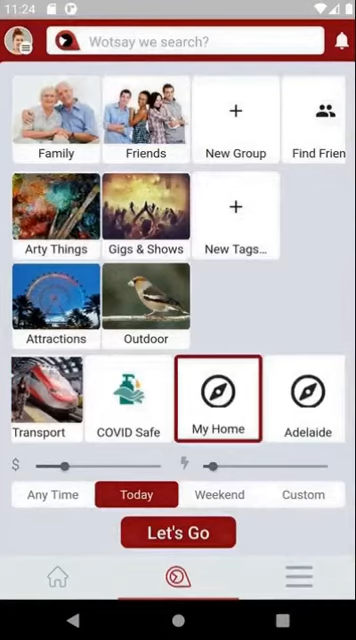 11:24
Wotsay we search?
Family
Friends
New Group
Find Frien
Arty Things
Gigs & Shows
New Tags...
Attractions
Outdoor
Transport
COVID Safe
My Home
Adelaide
$
Any Time
Today
Weekend
Custom
Let's Go